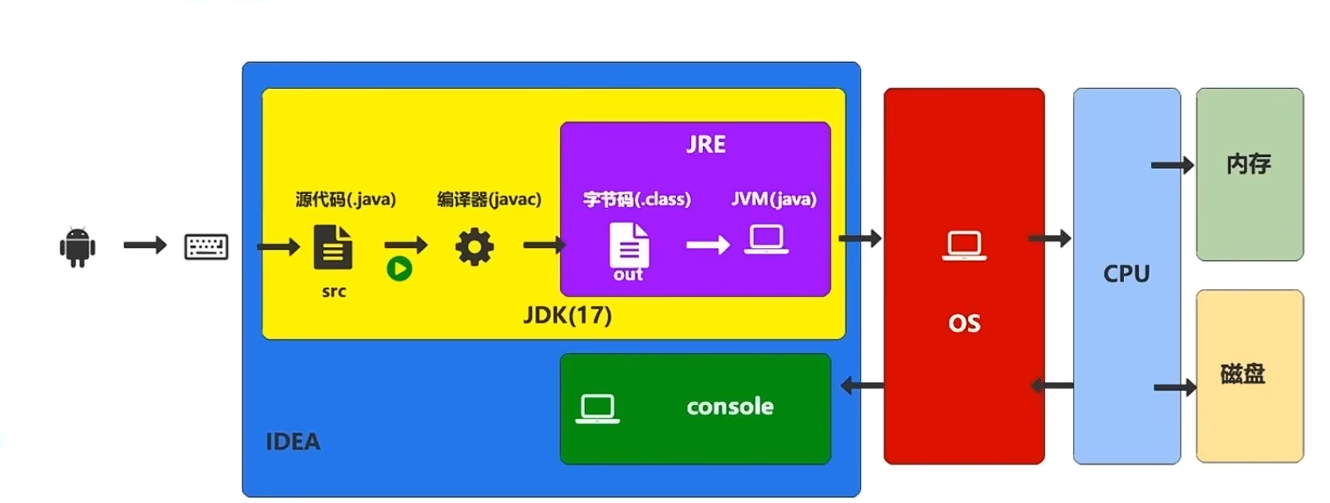 JRE
源代码(.java)
编译器(javac)
字节码(.class)
JVM(java)
src
out
JDK(17)
console
IDEA
OS
CPU
内存
磁盘